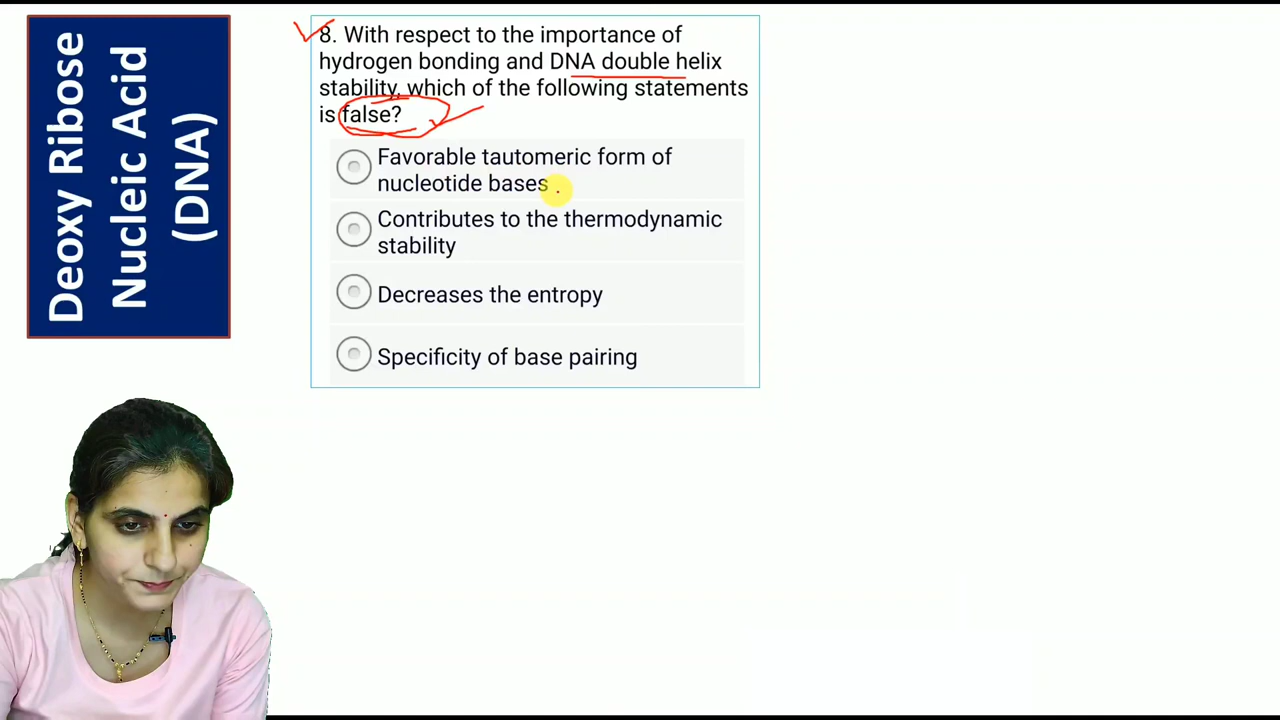 Deoxy Ribose
Nucleic Acid
(DNA)
8. With respect to the importance of
hydrogen bonding and DNA double helix
stability, which of the following statements
is false?
Favorable tautomeric form of
nucleotide bases .
Contributes to the thermodynamic
stability
Decreases the entropy
Specificity of base pairing